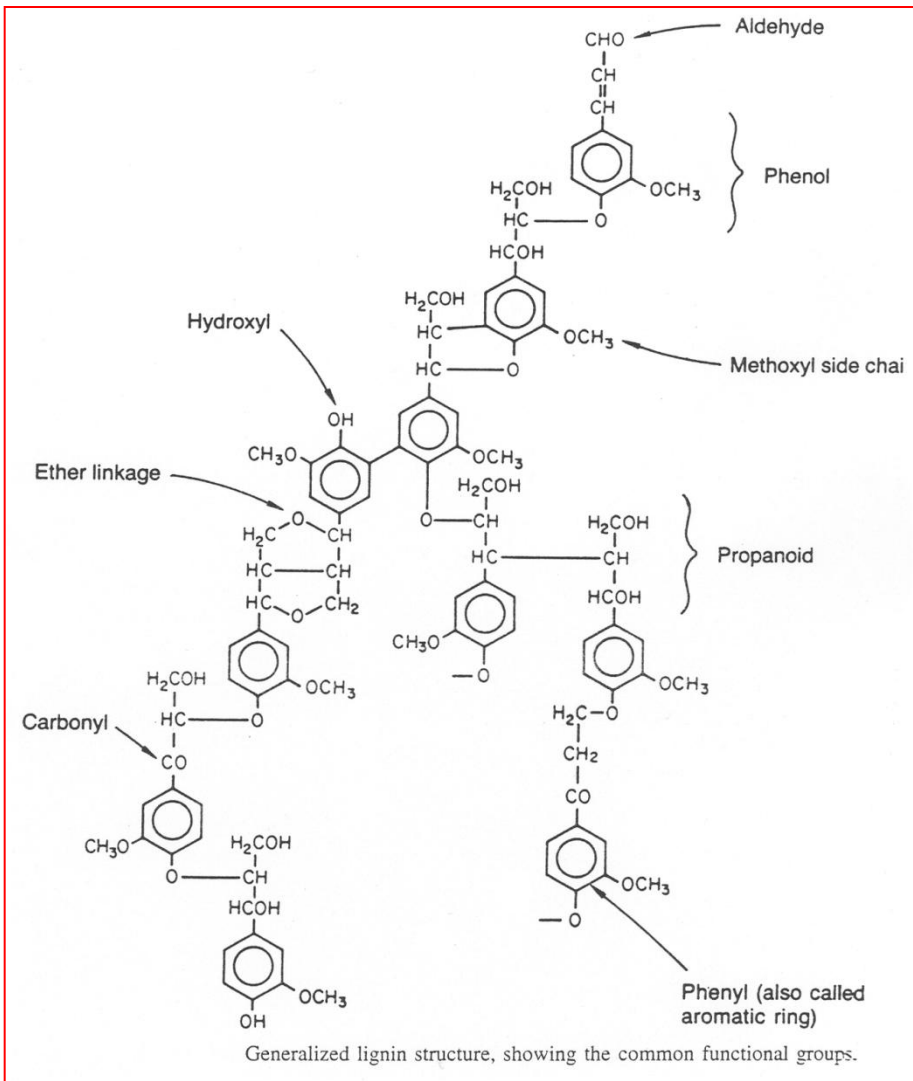 Aldehyde
CHO
CH
CH
Phenol
OCH3
H2COH
HC
O
HCOH
H2COH
Hydroxyl
HC
OCH3
Methoxyl side chai
HC
O
OH
CH3O
OCH3
Ether linkage
H2COH
O
O
CH
H2COH
H2C
CH
HC
CH
Propanoid
HC
CH
HC
CH2
HCOH
O
CH3O
H2COH
OCH3
O
OCH3
HC
O
H2C
O
Carbonyl
CO
CH2
CO
H2COH
CH3O
O
CH
OCH3
HCOH
O
OCH3
Phenyl (also called
aromatic ring)
OH
Generalized lignin structure, showing the common functional groups.